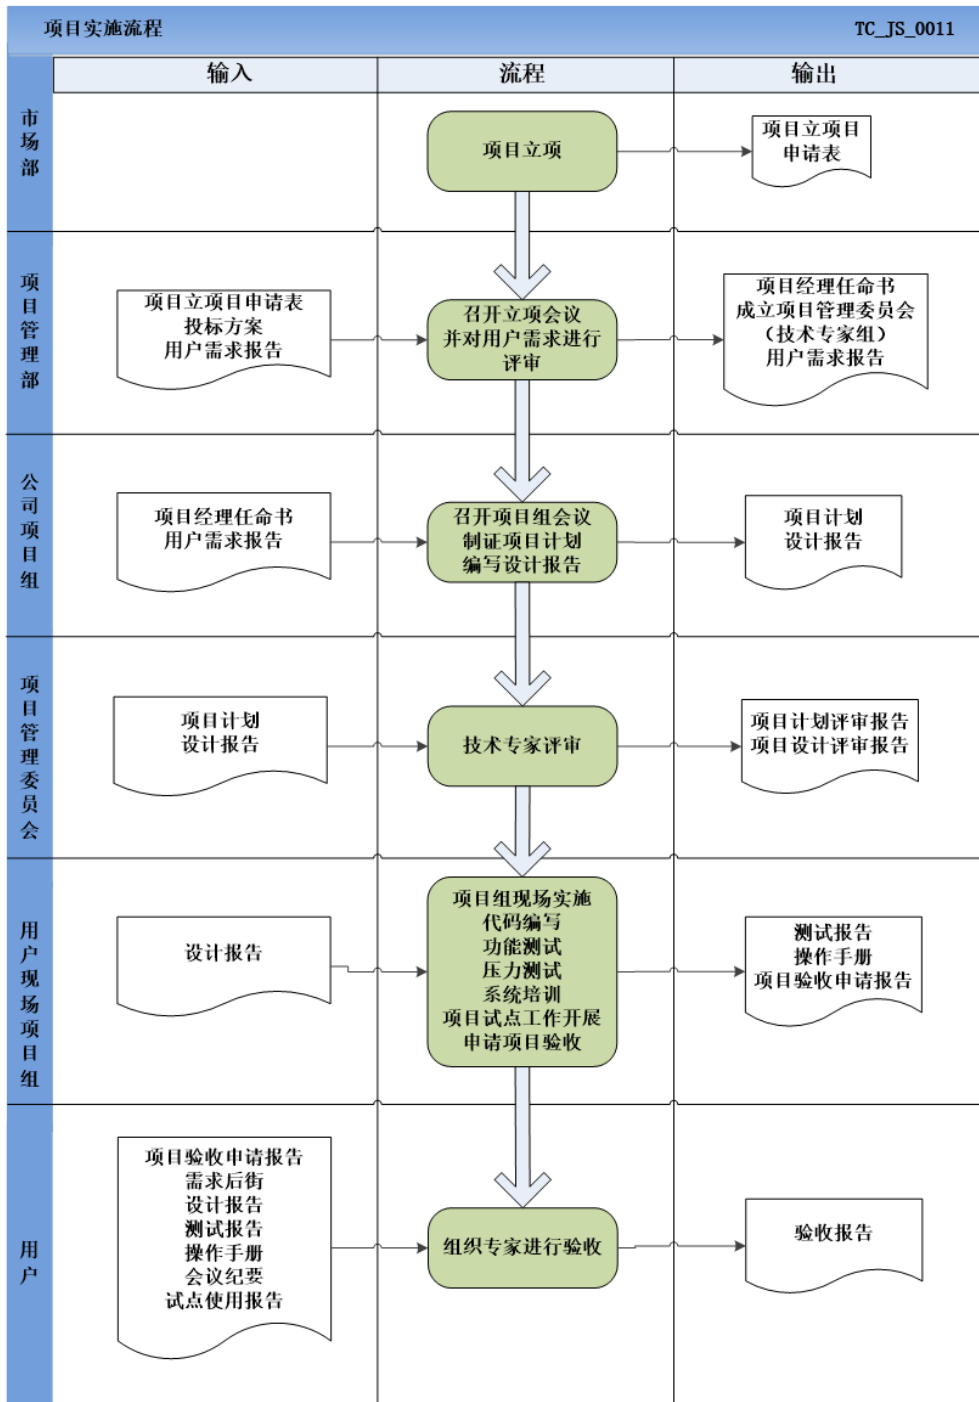 项目实施流程 TC_JS_0011
输入 流程 输出
市场部
项目立项
项目立项目
申请表
项目管理部
项目立项目申请表
投标方案
用户需求报告
召开立项会议
并对用户需求进行
评审
项目经理任命书
成立项目管理委员会
（技术专家组）
用户需求报告
公司项目组
项目经理任命书
用户需求报告
召开项目组会议
制证项目计划
编写设计报告
项目计划
设计报告
项目管理委员会
项目计划
设计报告
技术专家评审
项目计划评审报告
项目设计评审报告
用户现场项目组
设计报告
项目组现场实施
代码编写
功能测试
压力测试
系统培训
项目试点工作开展
申请项目验收
测试报告
操作手册
项目验收申请报告
用户
项目验收申请报告
需求后街
设计报告
测试报告
操作手册
会议纪要
试点使用报告
组织专家进行验收
验收报告